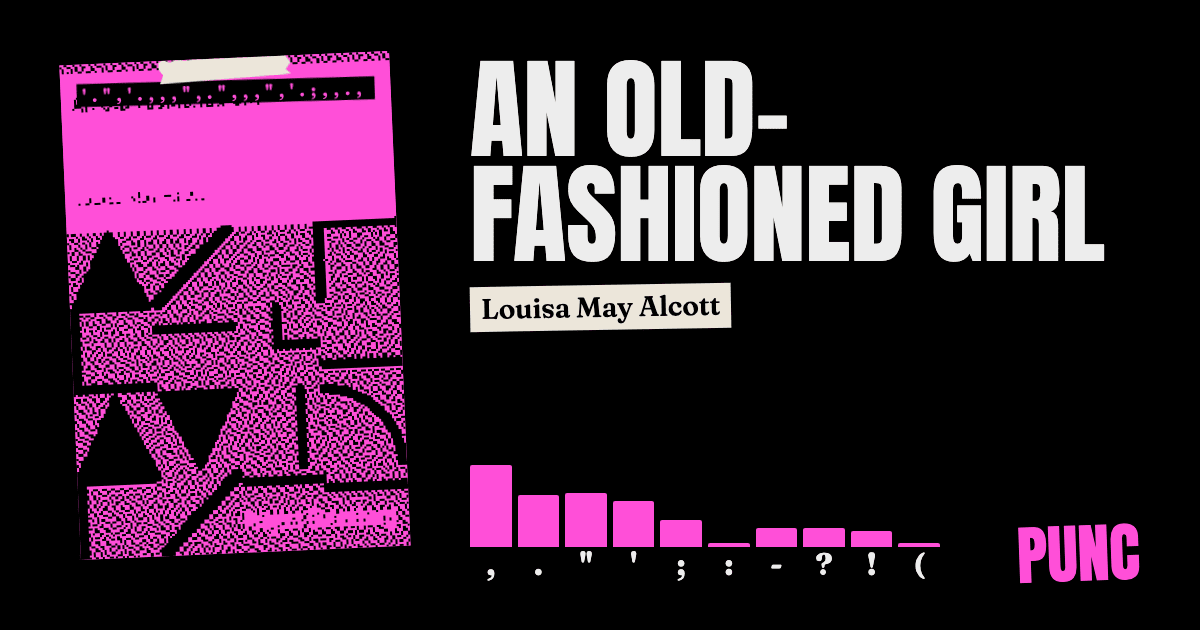 '.",'.,,,",.",,,",'.;,,.,
AN OLD-
FASHIONED GIRL
Louisa May Alcott
, . " ' ; : - ? ! (
PUNC